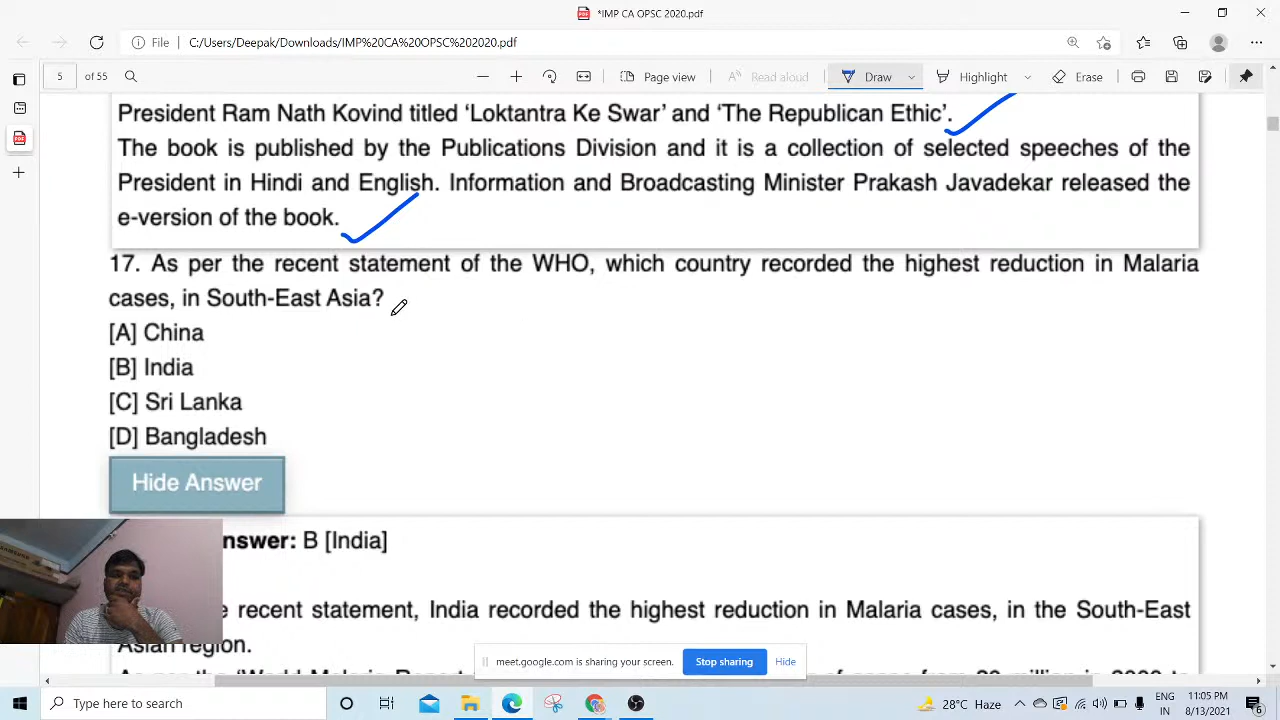 *IMP CA OPSC 2020.pdf
File C:/Users/Deepak/Downloads/IMP%20CA%20OPSC%202020.pdf
5 of 55 Page view Read aloud Draw Highlight Erase
President Ram Nath Kovind titled ‘Loktantra Ke Swar’ and ‘The Republican Ethic’.
The book is published by the Publications Division and it is a collection of selected speeches of the
President in Hindi and English. Information and Broadcasting Minister Prakash Javadekar released the
e-version of the book.
17. As per the recent statement of the WHO, which country recorded the highest reduction in Malaria
cases, in South-East Asia?
[A] China
[B] India
[C] Sri Lanka
[D] Bangladesh
Hide Answer
nswer: B [India]
e recent statement, India recorded the highest reduction in Malaria cases, in the South-East
Asian region.
meet.google.com is sharing your screen. Stop sharing Hide
Type here to search
28°C Haze
ENG
IN
11:05 PM
8/13/2021
6